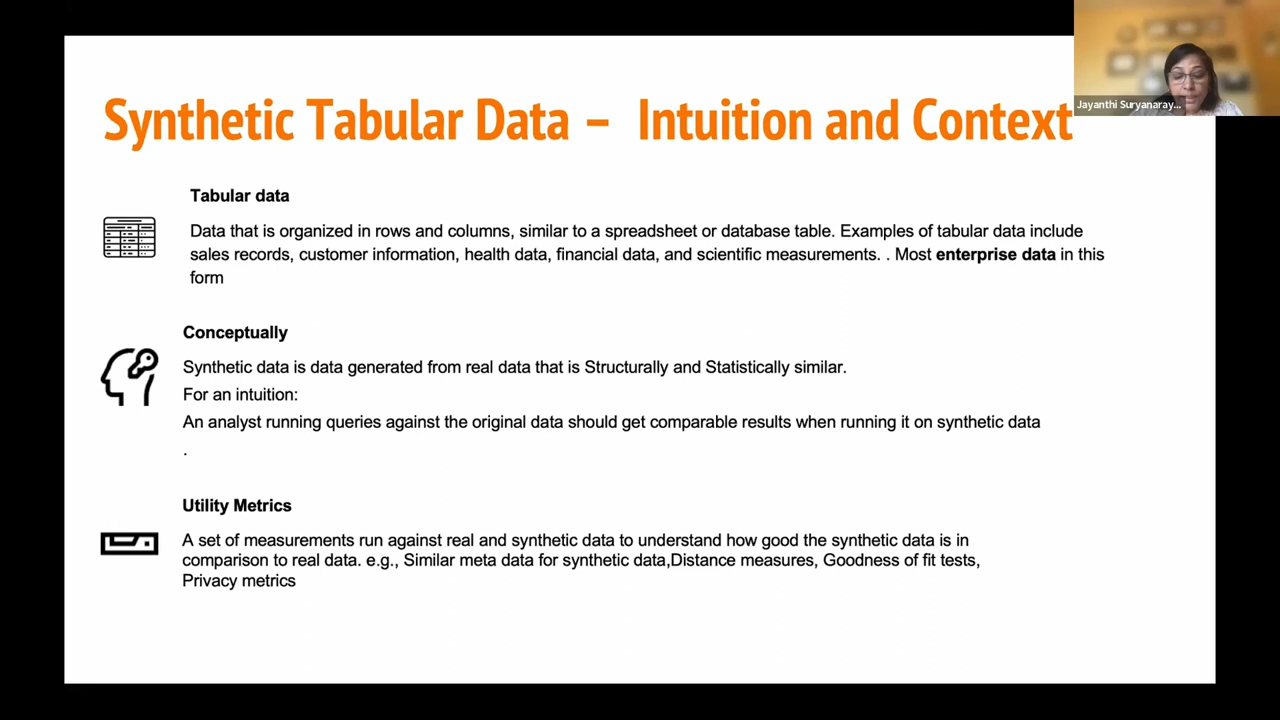 Synthetic Tabular Data – Intuition and Context
Jayanthi Suryanaray...
Tabular data
Data that is organized in rows and columns, similar to a spreadsheet or database table. Examples of tabular data include
sales records, customer information, health data, financial data, and scientific measurements. . Most enterprise data in this
form
Conceptually
Synthetic data is data generated from real data that is Structurally and Statistically similar.
For an intuition:
An analyst running queries against the original data should get comparable results when running it on synthetic data
.
Utility Metrics
A set of measurements run against real and synthetic data to understand how good the synthetic data is in
comparison to real data. e.g., Similar meta data for synthetic data,Distance measures, Goodness of fit tests,
Privacy metrics